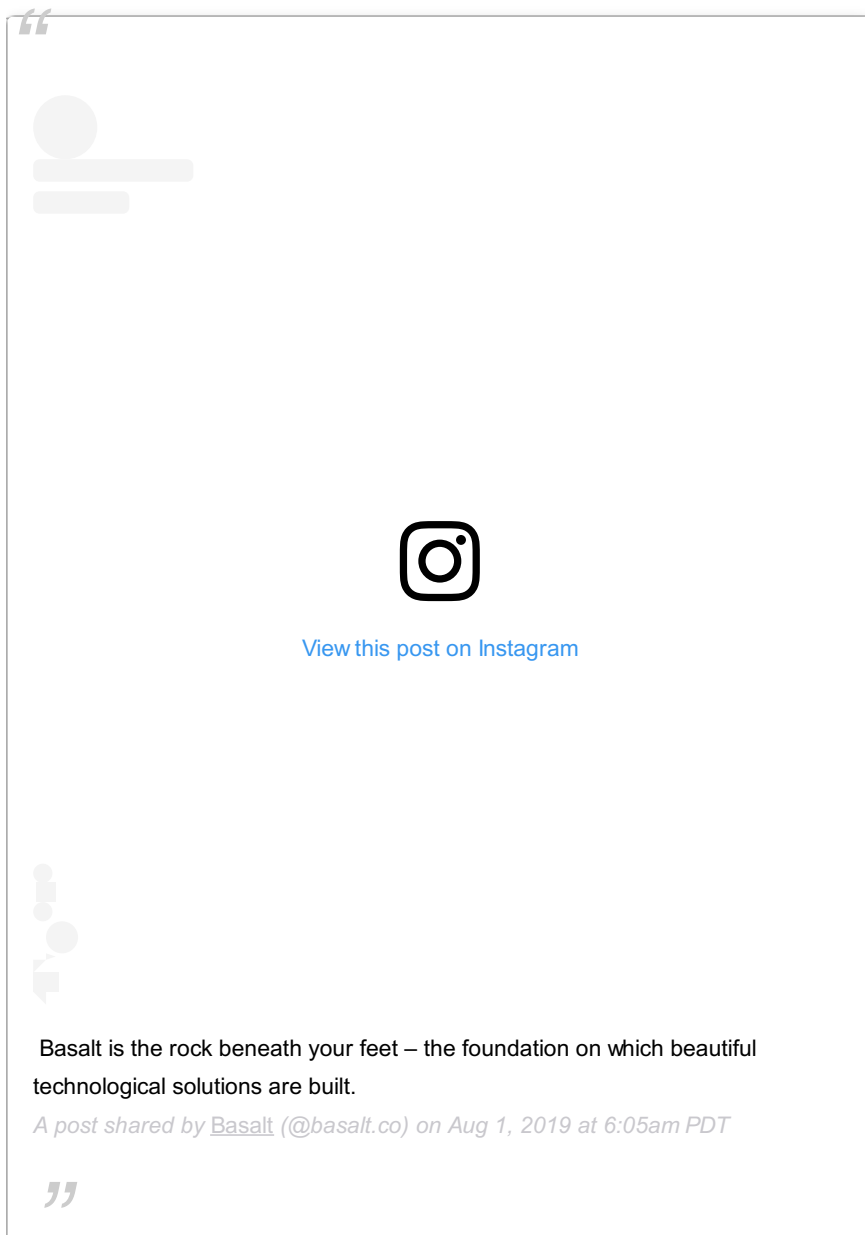 “
View this post on Instagram
Basalt is the rock beneath your feet – the foundation on which beautiful
technological solutions are built.
A post shared by Basalt (@basalt.co) on Aug 1, 2019 at 6:05am PDT
”